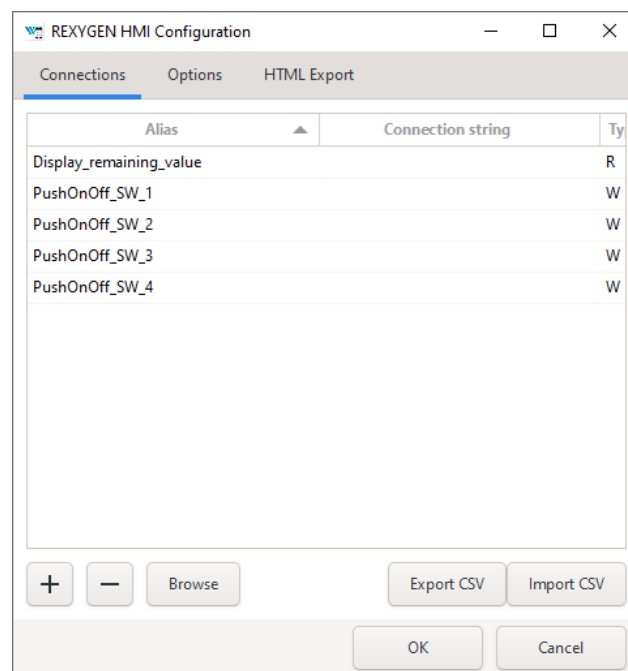 REXYGEN HMI Configuration
Connections Options HTML Export
Alias Connection string Ty
Display_remaining_value R
PushOnOff_SW_1 W
PushOnOff_SW_2 W
PushOnOff_SW_3 W
PushOnOff_SW_4 W
+ − Browse Export CSV Import CSV
OK Cancel